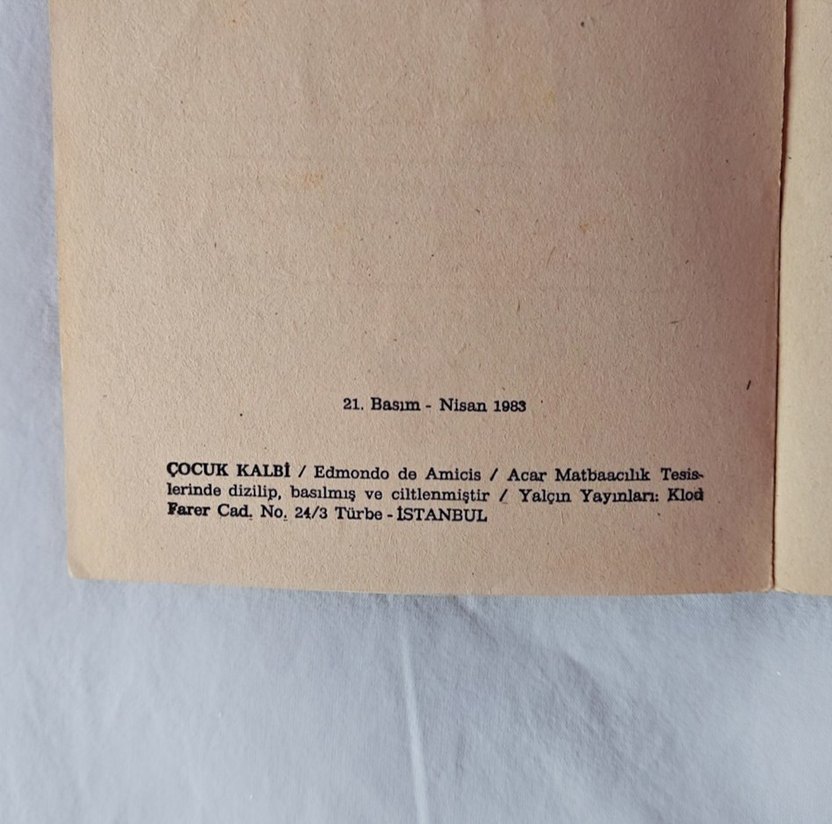 21. Basım - Nisan 1983
ÇOCUK KALBİ / Edmondo de Amicis / Acar Matbaacılık Tesis-
lerinde dizilip, basılmış ve ciltlenmiştir / Yalçın Yayınları: Klod
Farer Cad. No. 24/3 Türbe - İSTANBUL